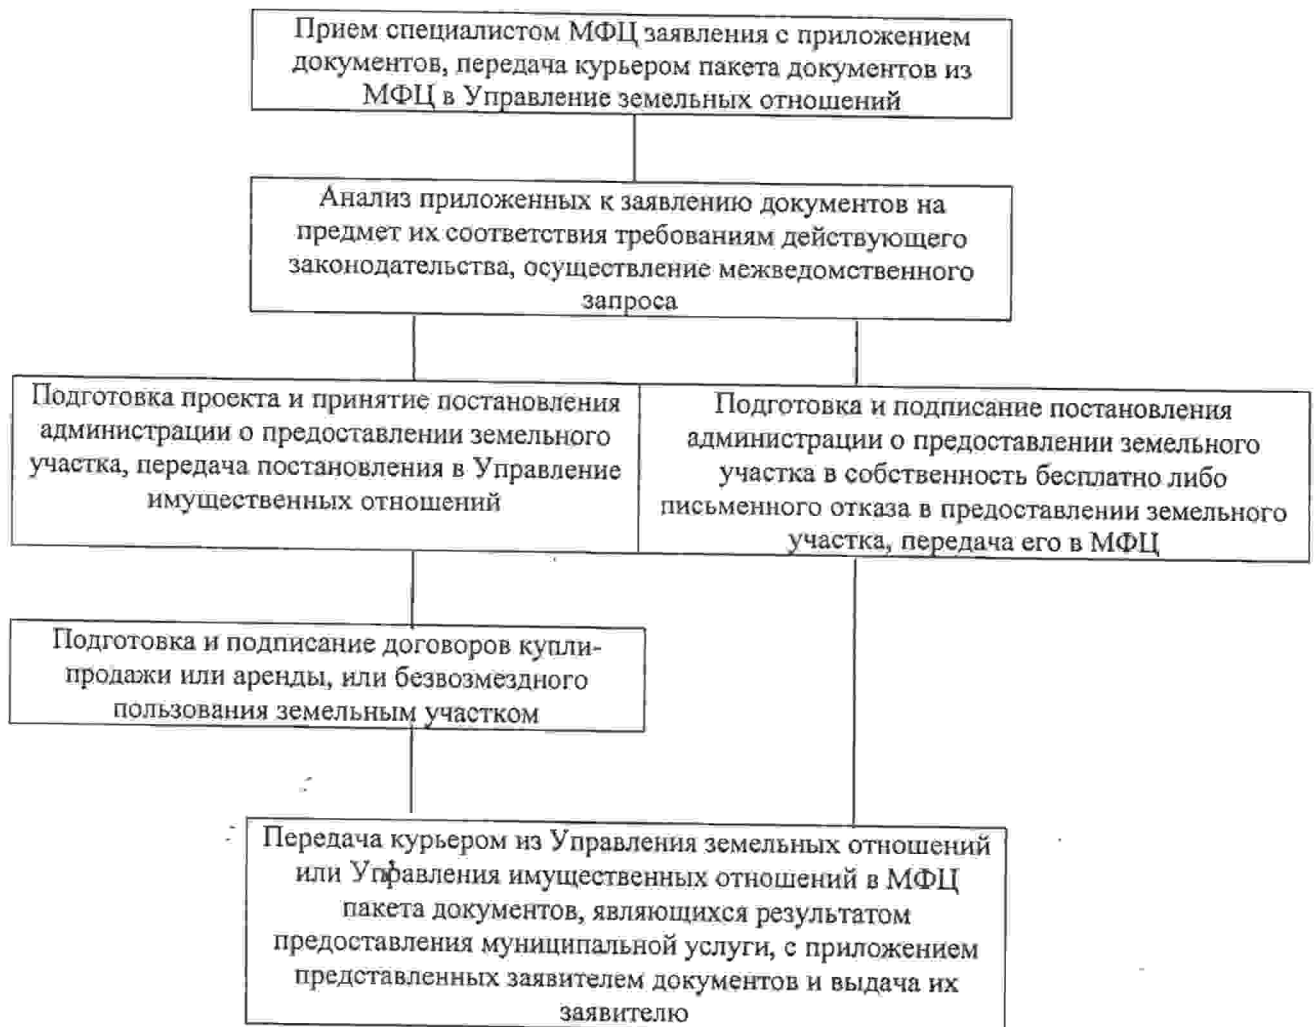 Прием специалистом МФЦ заявления с приложением
документов, передача курьером пакета документов из
МФЦ в Управление земельных отношений
Анализ приложенных к заявлению документов на
предмет их соответствия требованиям действующего
законодательства, осуществление межведомственного
запроса
Подготовка проекта и принятие постановления
администрации о предоставлении земельного
участка, передача постановления в Управление
имущественных отношений
Подготовка и подписание постановления
администрации о предоставлении земельного
участка в собственность бесплатно либо
письменного отказа в предоставлении земельного
участка, передача его в МФЦ
Подготовка и подписание договоров купли-
продажи или аренды, или безвозмездного
пользования земельным участком
Передача курьером из Управления земельных отношений
или Управления имущественных отношений в МФЦ
пакета документов, являющихся результатом
предоставления муниципальной услуги, с приложением
представленных заявителем документов и выдача их
заявителю